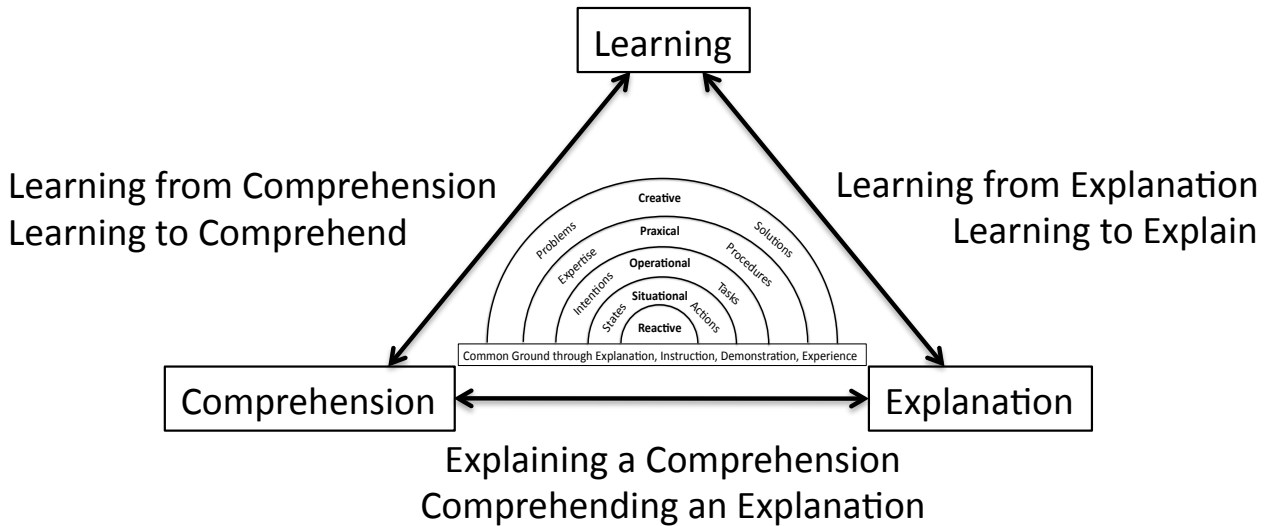 Learning
Learning from Comprehension
Learning to Comprehend
Learning from Explanation
Learning to Explain
Creative
Problems
Solutions
Praxical
Expertise
Procedures
Operational
Intentions
Tasks
Situational
States
Actions
Reactive
Common Ground through Explanation, Instruction, Demonstration, Experience
Comprehension
Explanation
Explaining a Comprehension
Comprehending an Explanation